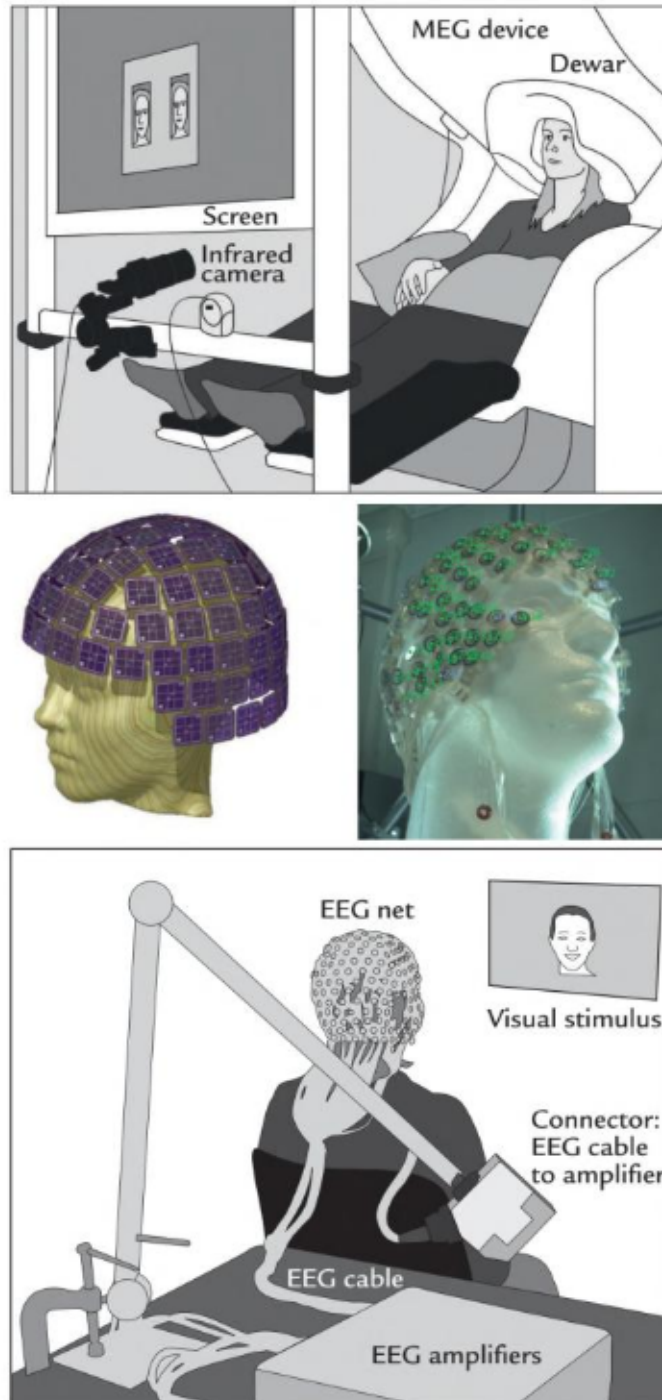 MEG device
Dewar
Screen
Infrared
camera
EEG net
Visual stimulus
Connector:
EEG cable
to amplifier
EEG cable
EEG amplifiers